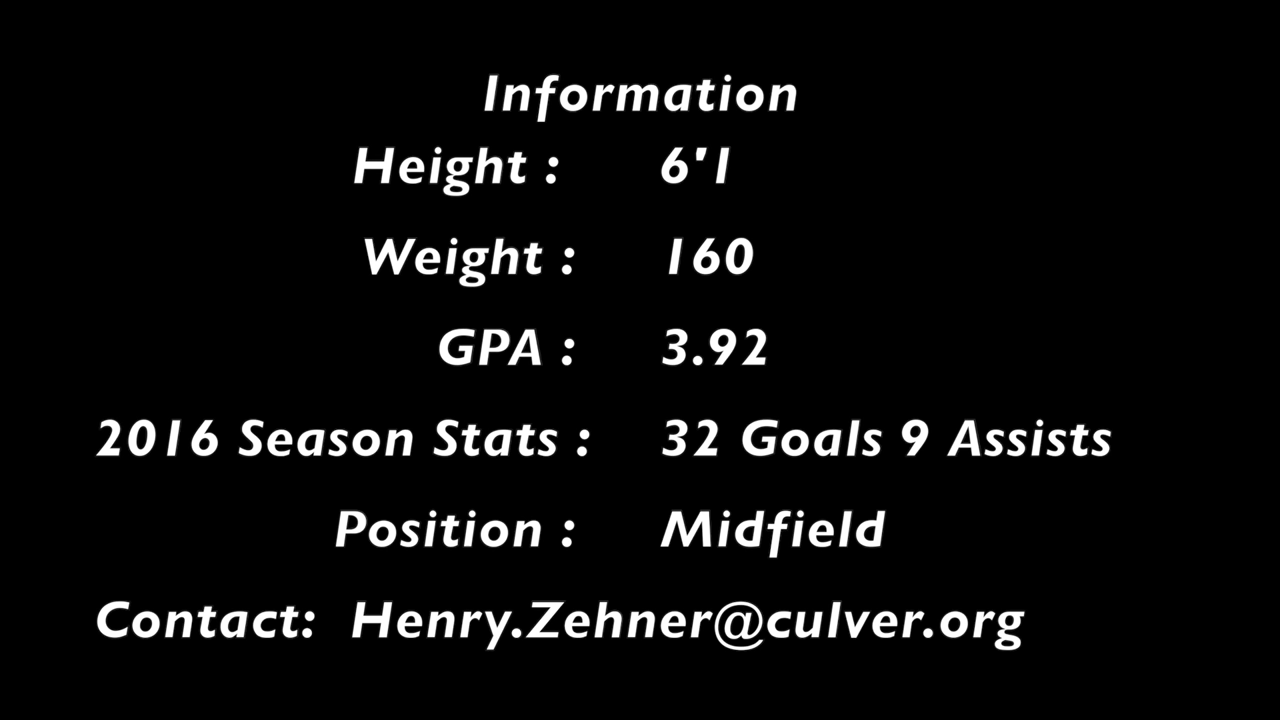 Information
Height : 6'1
Weight : 160
GPA : 3.92
2016 Season Stats : 32 Goals 9 Assists
Position : Midfield
Contact: Henry.Zehner@culver.org